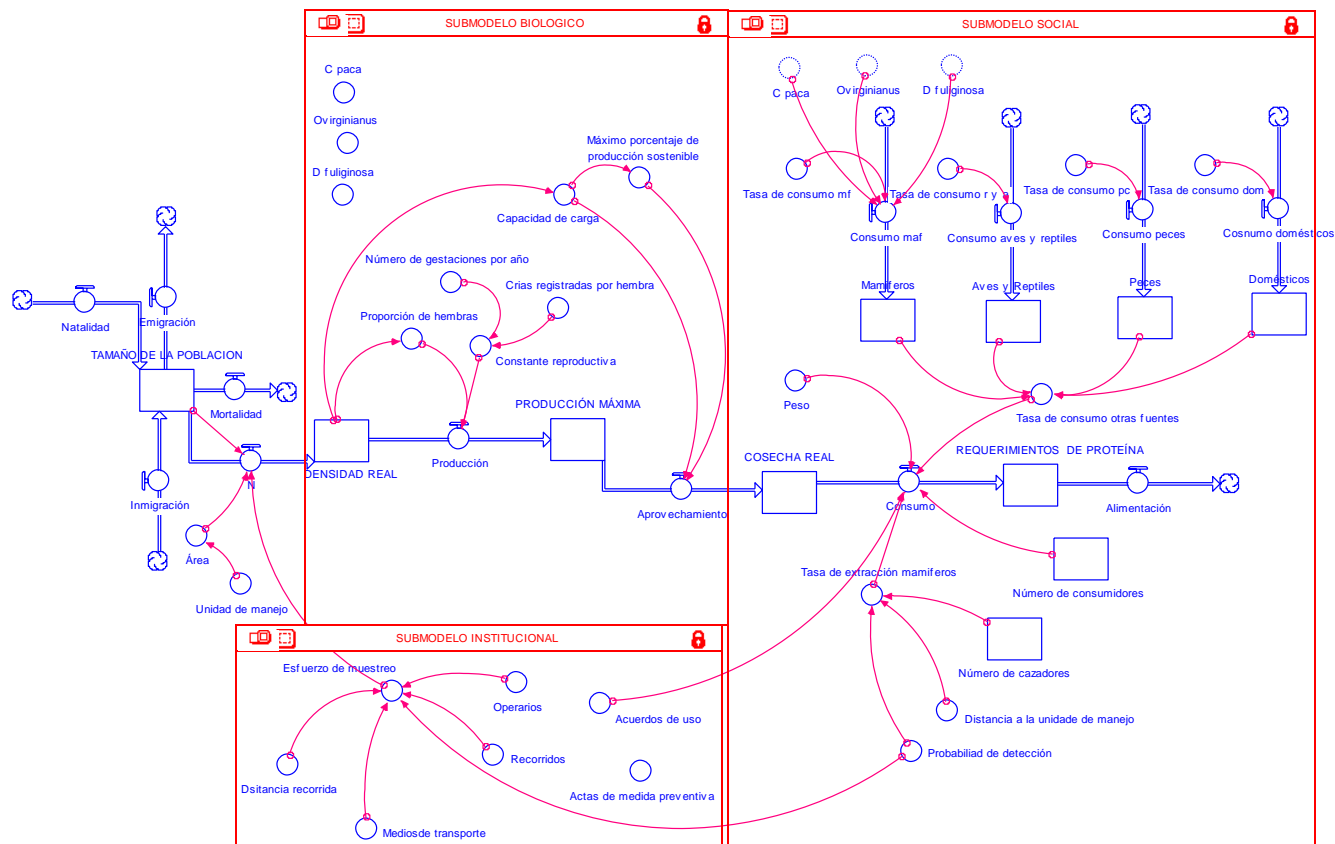 SUBMODELO BIOLOGICO
SUBMODELO SOCIAL
C paca
Ovirginianus
D fuliginosa
Máximo porcentaje de
producción sostenible
Capacidad de carga
Número de gestaciones por año
Crias registradas por hembra
Proporción de hembras
Constante reproductiva
PRODUCCIÓN MÁXIMA
DENSIDAD REAL
Producción
Aprovechamiento
Natalidad
Emigración
TAMAÑO DE LA POBLACION
Mortalidad
N
Inmigración
Área
Unidad de manejo
C paca
Ovirginianus
D fuliginosa
Tasa de consumo mf
Tasa de consumo r y a
Tasa de consumo pc
Tasa de consumo dom
Consumo maf
Consumo aves y reptiles
Consumo peces
Cosnumo domésticos
Mamíferos
Aves y Reptiles
Peces
Domésticos
Peso
Tasa de consumo otras fuentes
COSECHA REAL
REQUERIMIENTOS DE PROTEÍNA
Consumo
Alimentación
Tasa de extracción mamiferos
Número de consumidores
Número de cazadores
Distancia a la unidade de manejo
Probabiliad de detección
SUBMODELO INSTITUCIONAL
Esfuerzo de muestreo
Operarios
Acuerdos de uso
Recorridos
Dsitancia recorrida
Actas de medida preventiva
Mediosde transporte